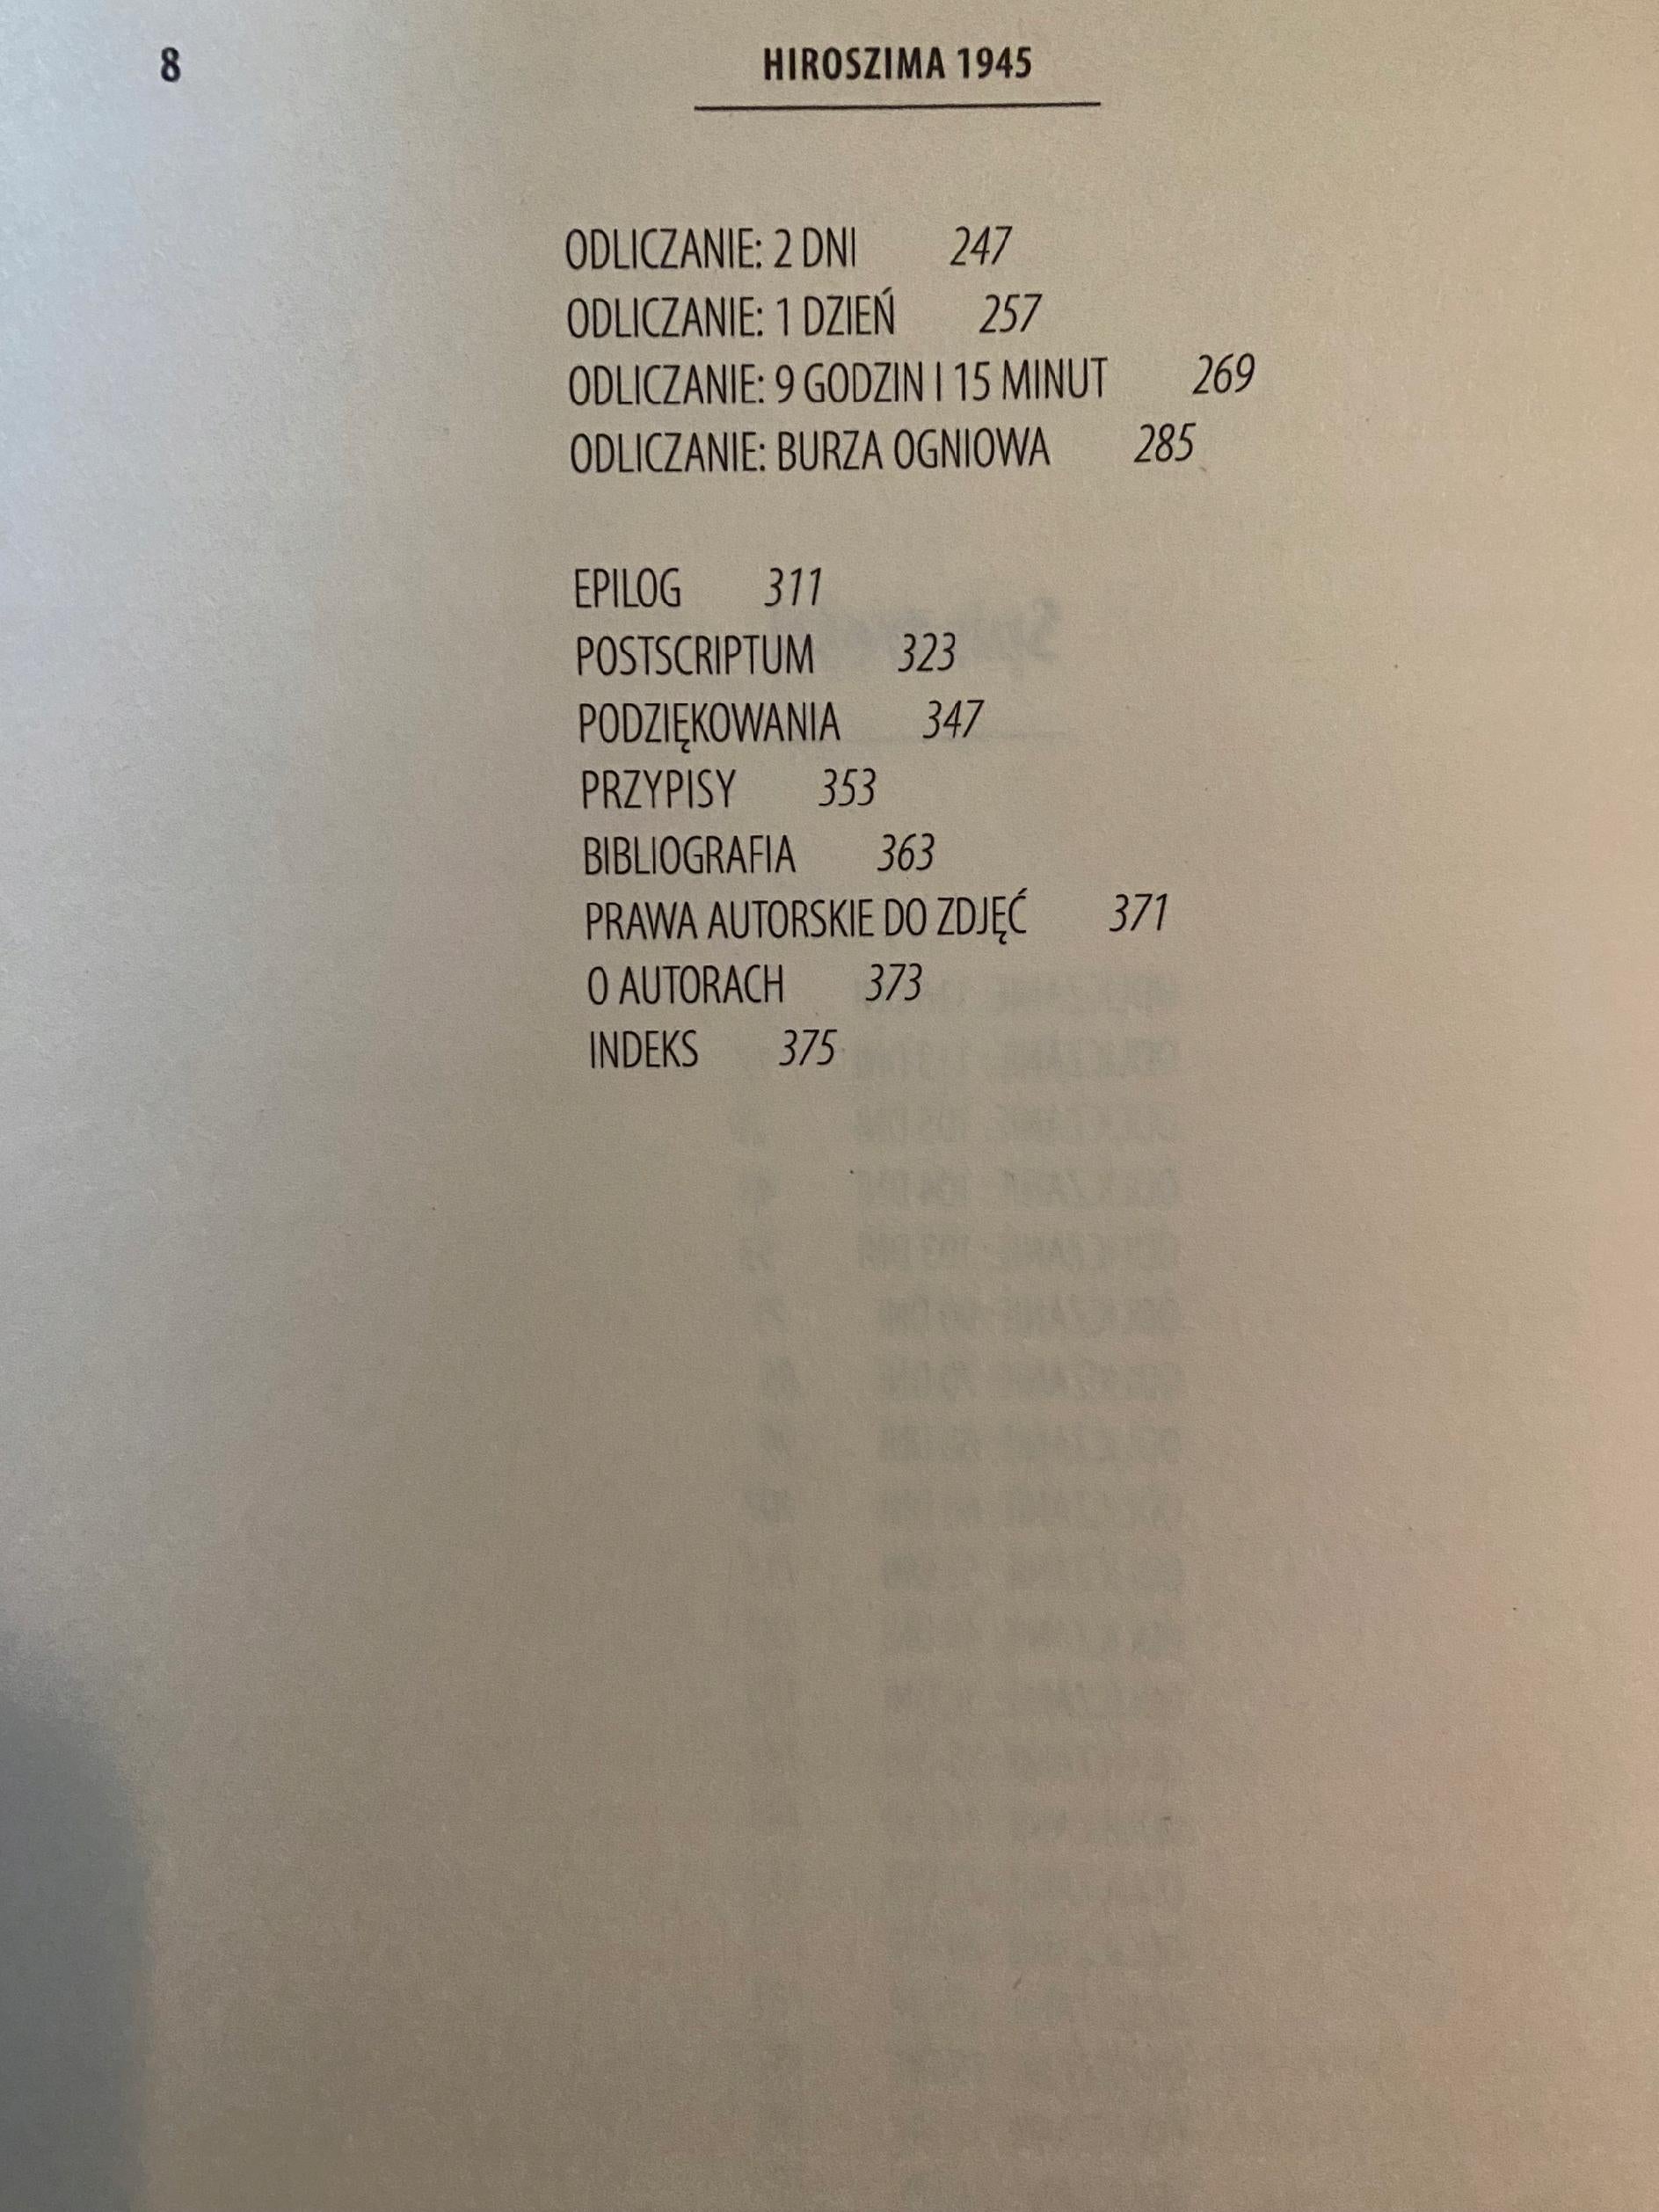 8 HIROSZIMA 1945
ODLICZANIE: 2 DNI 247
ODLICZANIE: 1 DZIEŃ 257
ODLICZANIE: 9 GODZIN I 15 MINUT 269
ODLICZANIE: BURZA OGNIOWA 285
EPILOG 311
POSTSCRIPTUM 323
PODZIĘKOWANIA 347
PRZYPISY 353
BIBLIOGRAFIA 363
PRAWA AUTORSKIE DO ZDJĘĆ 371
O AUTORACH 373
INDEKS 375